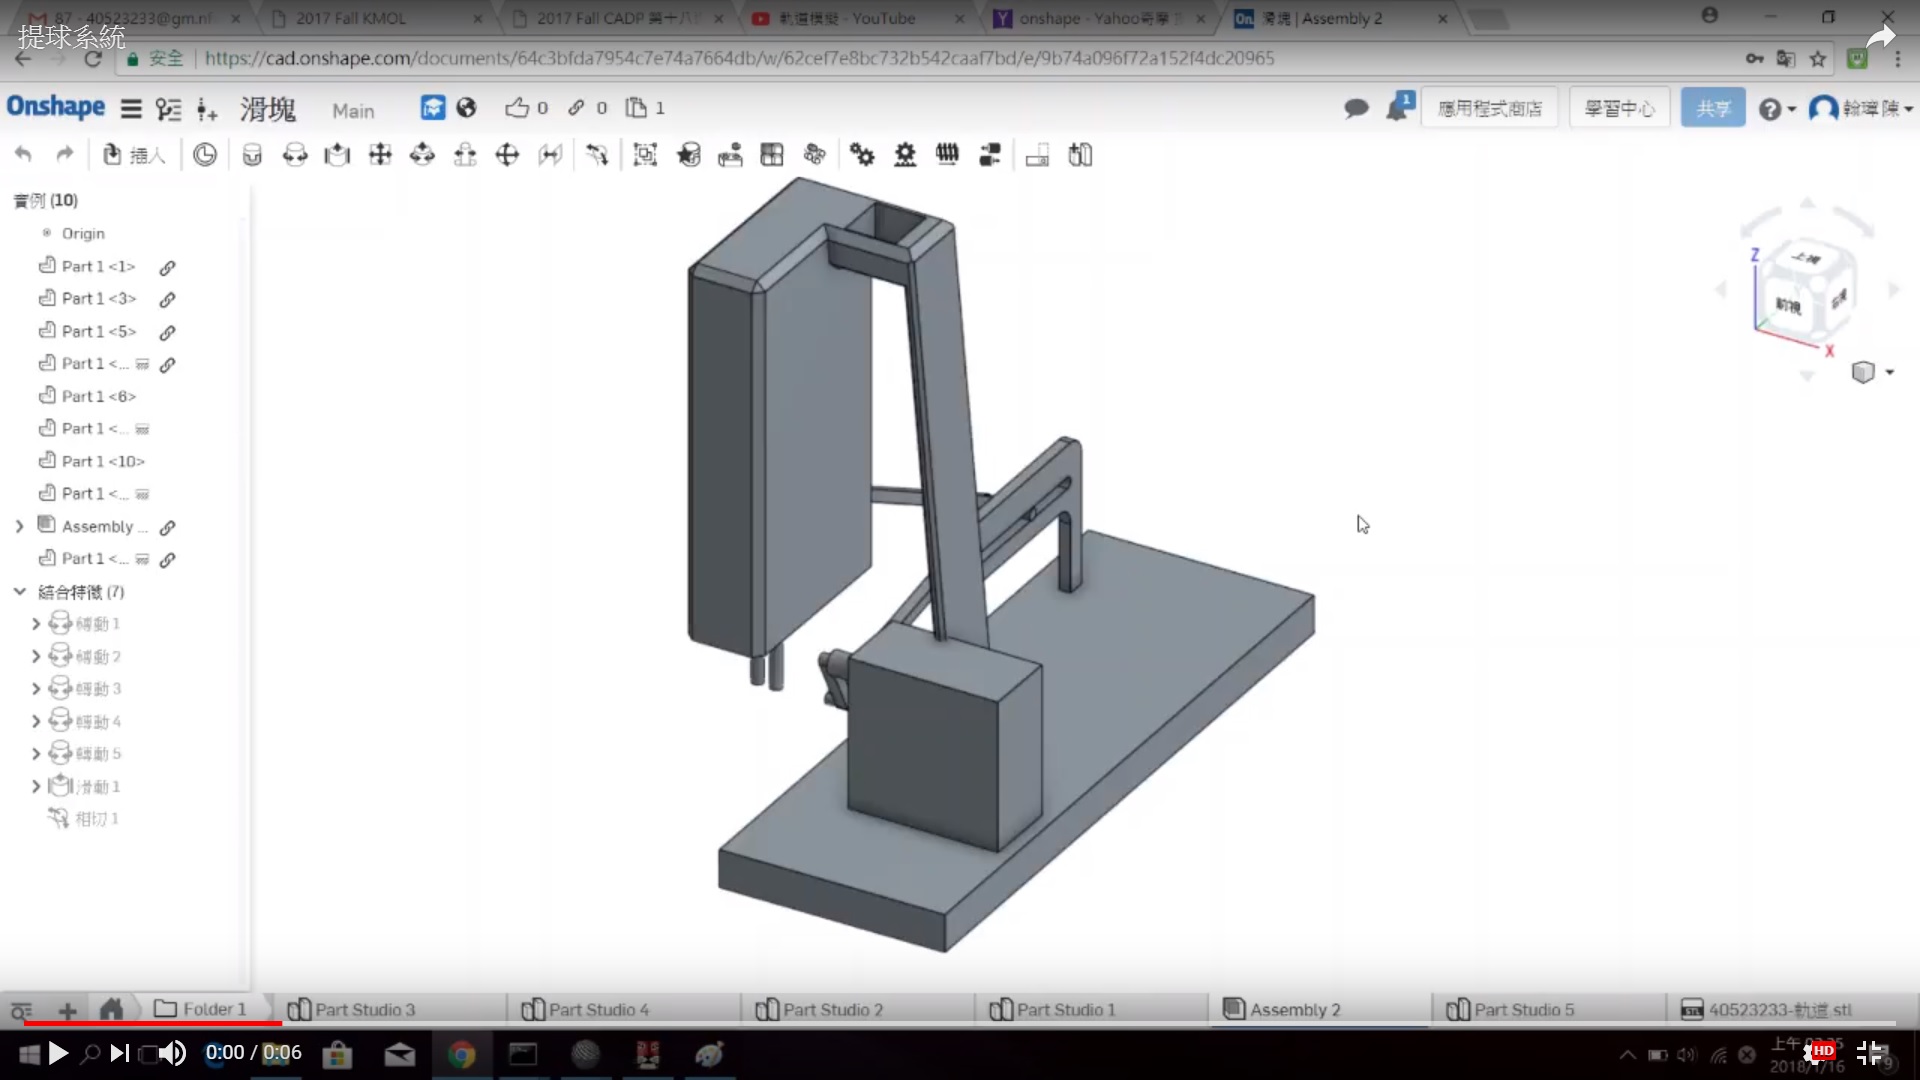 87 - 40523233@gm.nf
2017 Fall KMOL
2017 Fall CADP 第十八
軌道模擬 - YouTube
onshape - Yahoo奇摩
滑塊 | Assembly 2
提球系統
安全
https://cad.onshape.com/documents/64c3bfda7954c7e74a7664db/w/62cef7e8bc732b542caaf7bd/e/9b74a096f72a152f4dc20965
Onshape
滑塊
Main
0
0
1
1
應用程式商店
學習中心
共享
翰瑋 陳
插入
實例 (10)
Origin
Part 1 <1>
Part 1 <3>
Part 1 <5>
Part 1 <...
Part 1 <6>
Part 1 <...
Part 1 <10>
Part 1 <...
Assembly ...
Part 1 <...
結合特徵 (7)
轉動 1
轉動 2
轉動 3
轉動 4
轉動 5
滑動 1
相切 1
Z
上視
前視
右視
X
Folder 1
Part Studio 3
Part Studio 4
Part Studio 2
Part Studio 1
Assembly 2
Part Studio 5
40523233-軌道.stl
0:00 / 0:06
HD
上午
2018/1/16